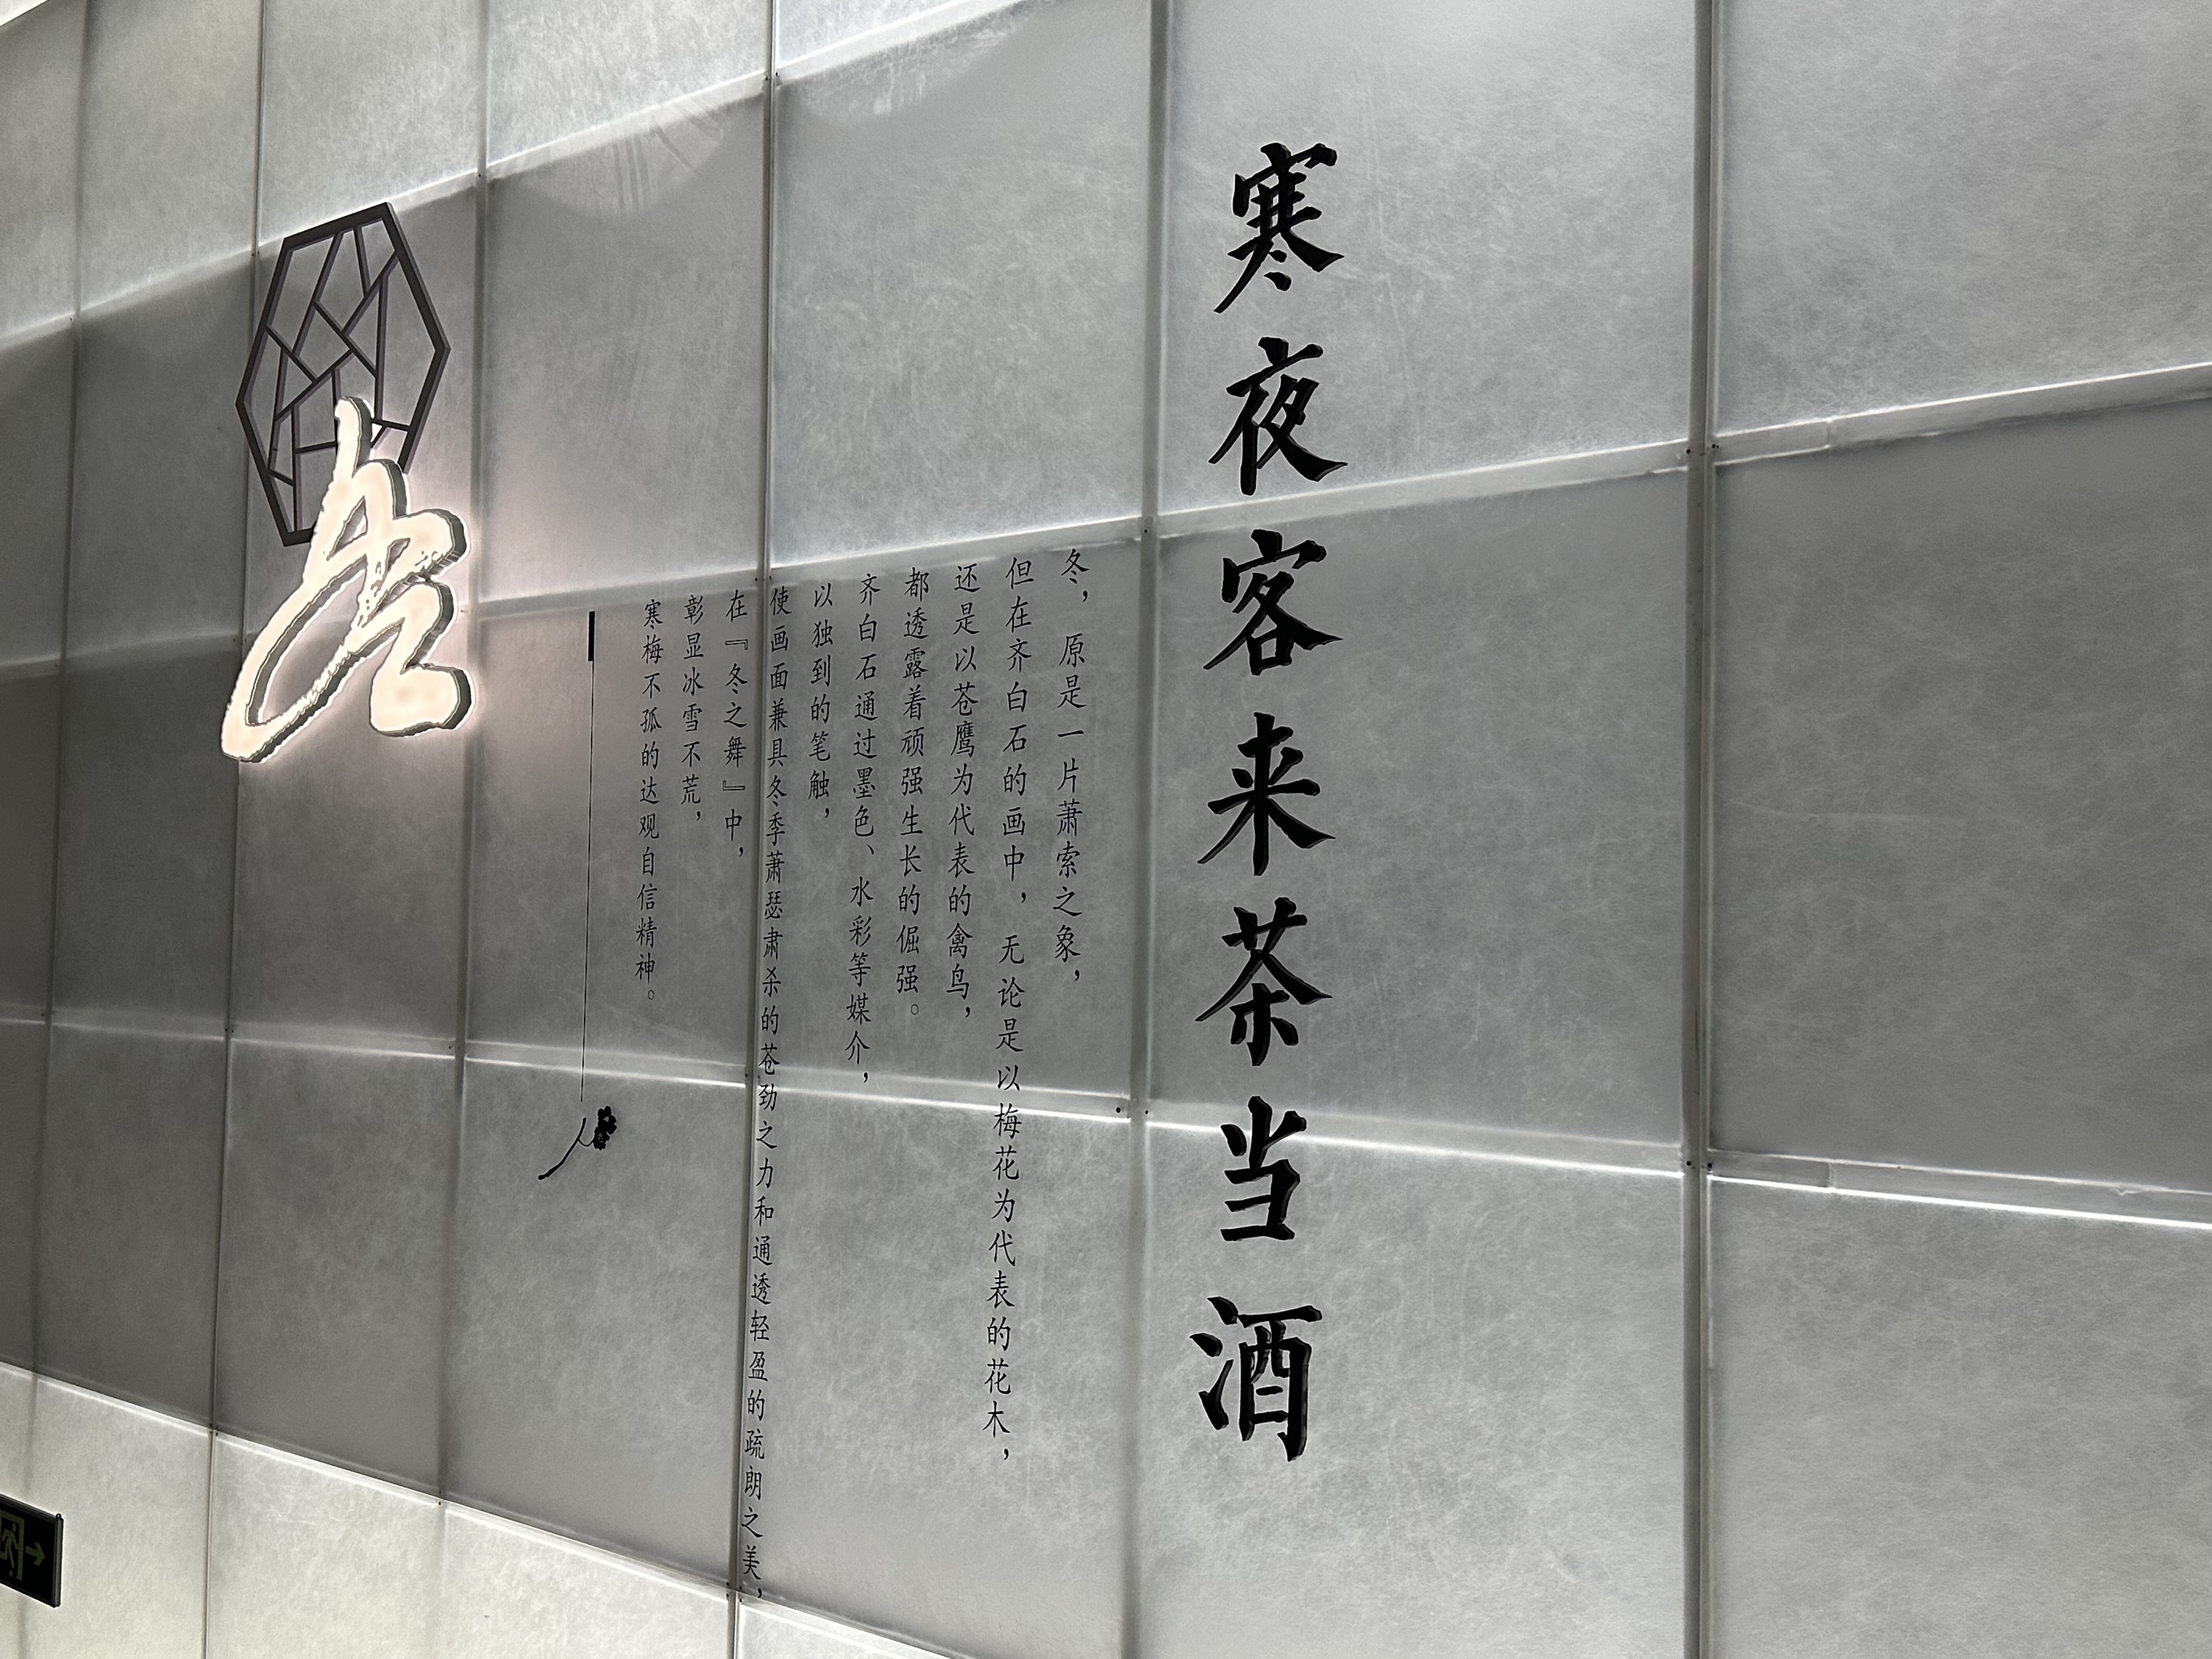 寒夜客来茶当酒
冬，原是一片萧索之象，
但在齐白石的画中，无论是以梅花为代表的花木，
还是以苍鹰为代表的禽鸟，
都透露着顽强生长的倔强。
齐白石通过墨色、水彩等媒介，
以独到的笔触，
使画面兼具冬季萧瑟肃杀的苍劲之力和通透轻盈的疏朗之美，
在『冬之舞』中，
彰显冰雪不荒，
寒梅不孤的达观自信精神。
冬